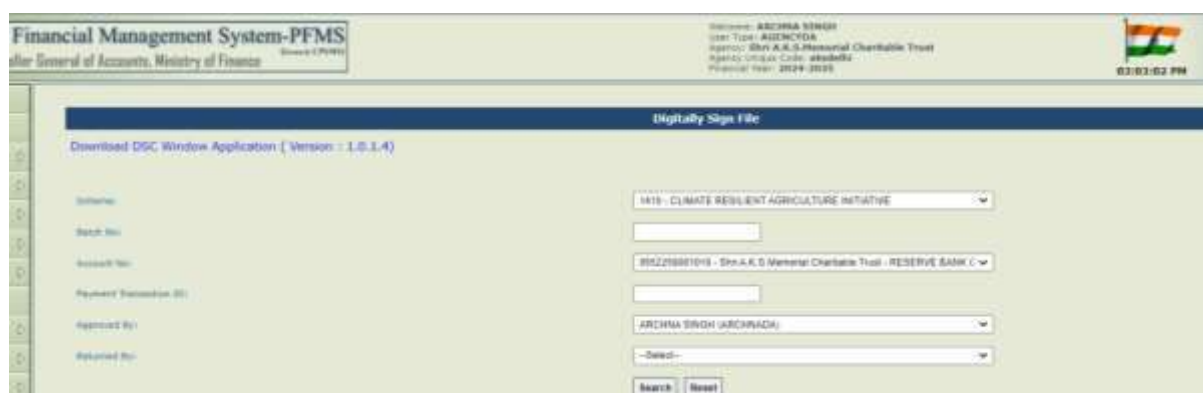 Financial Management System-PFMS
ller General of Accounts, Ministry of Finance
Welcome: ARCHNA SINGH
User Type: AGENCYDA
Agency: Shri A.K.S.Memorial Charitable Trust
Agency Unique Code:
Financial Year: 2024-2025
03:03:02 PM
Digitally Sign File
Download DSC Window Application ( Version : 1.0.1.4)
Scheme:
1419 - CLIMATE RESILIENT AGRICULTURE INITIATIVE
Batch No:
Account No:
- Shri A.K.S Memorial Charitable Trust - RESERVE BANK
Payment Transaction ID:
Approved By:
ARCHNA SINGH (ARCHNADA)
Returned By:
--Select--
Search Reset